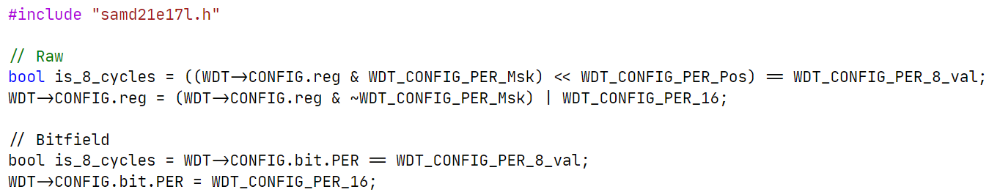 #include "samd21e17l.h"
// Raw
bool is_8_cycles = ((WDT->CONFIG.reg & WDT_CONFIG_PER_Msk) << WDT_CONFIG_PER_Pos) == WDT_CONFIG_PER_8_val;
WDT->CONFIG.reg = (WDT->CONFIG.reg & ~WDT_CONFIG_PER_Msk) | WDT_CONFIG_PER_16;
// Bitfield
bool is_8_cycles = WDT->CONFIG.bit.PER == WDT_CONFIG_PER_8_val;
WDT->CONFIG.bit.PER = WDT_CONFIG_PER_16;